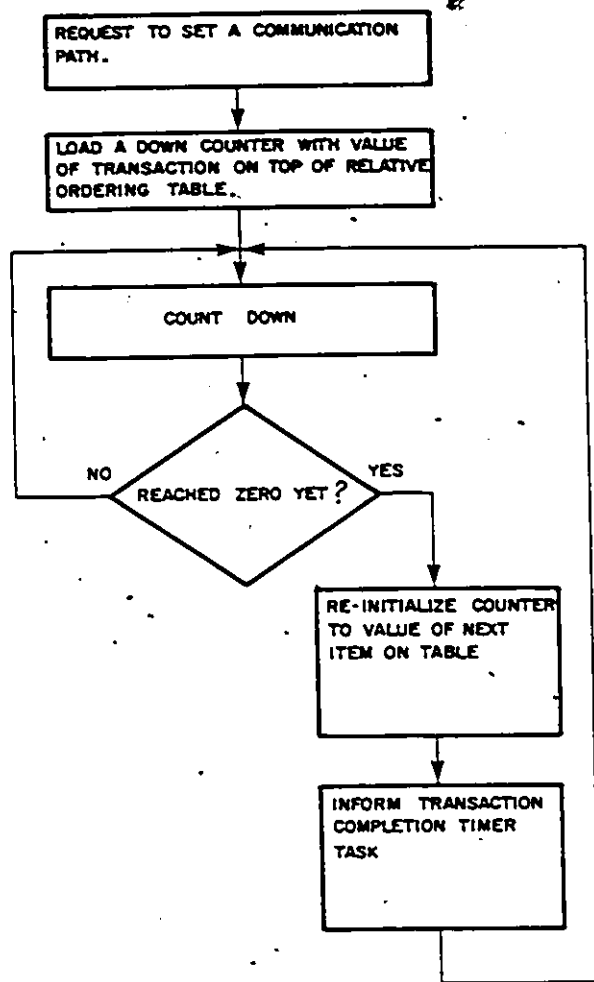 REQUEST TO SET A COMMUNICATION
PATH.
LOAD A DOWN COUNTER WITH VALUE
OF TRANSACTION ON TOP OF RELATIVE
ORDERING TABLE.
COUNT DOWN
NO
YES
REACHED ZERO YET?
RE-INITIALIZE COUNTER
TO VALUE OF NEXT
ITEM ON TABLE
INFORM TRANSACTION
COMPLETION TIMER
TASK